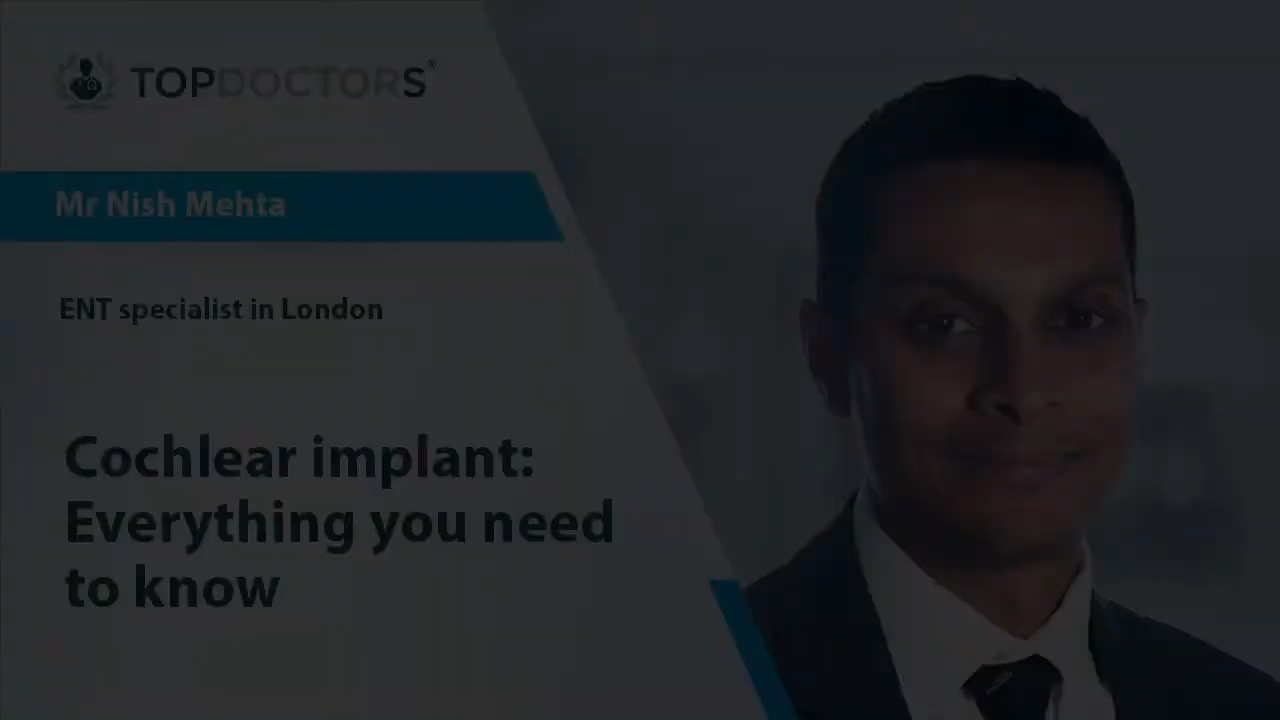 TOPDOCTORS®
Mr Nish Mehta
ENT specialist in London
Cochlear implant:
Everything you need
to know